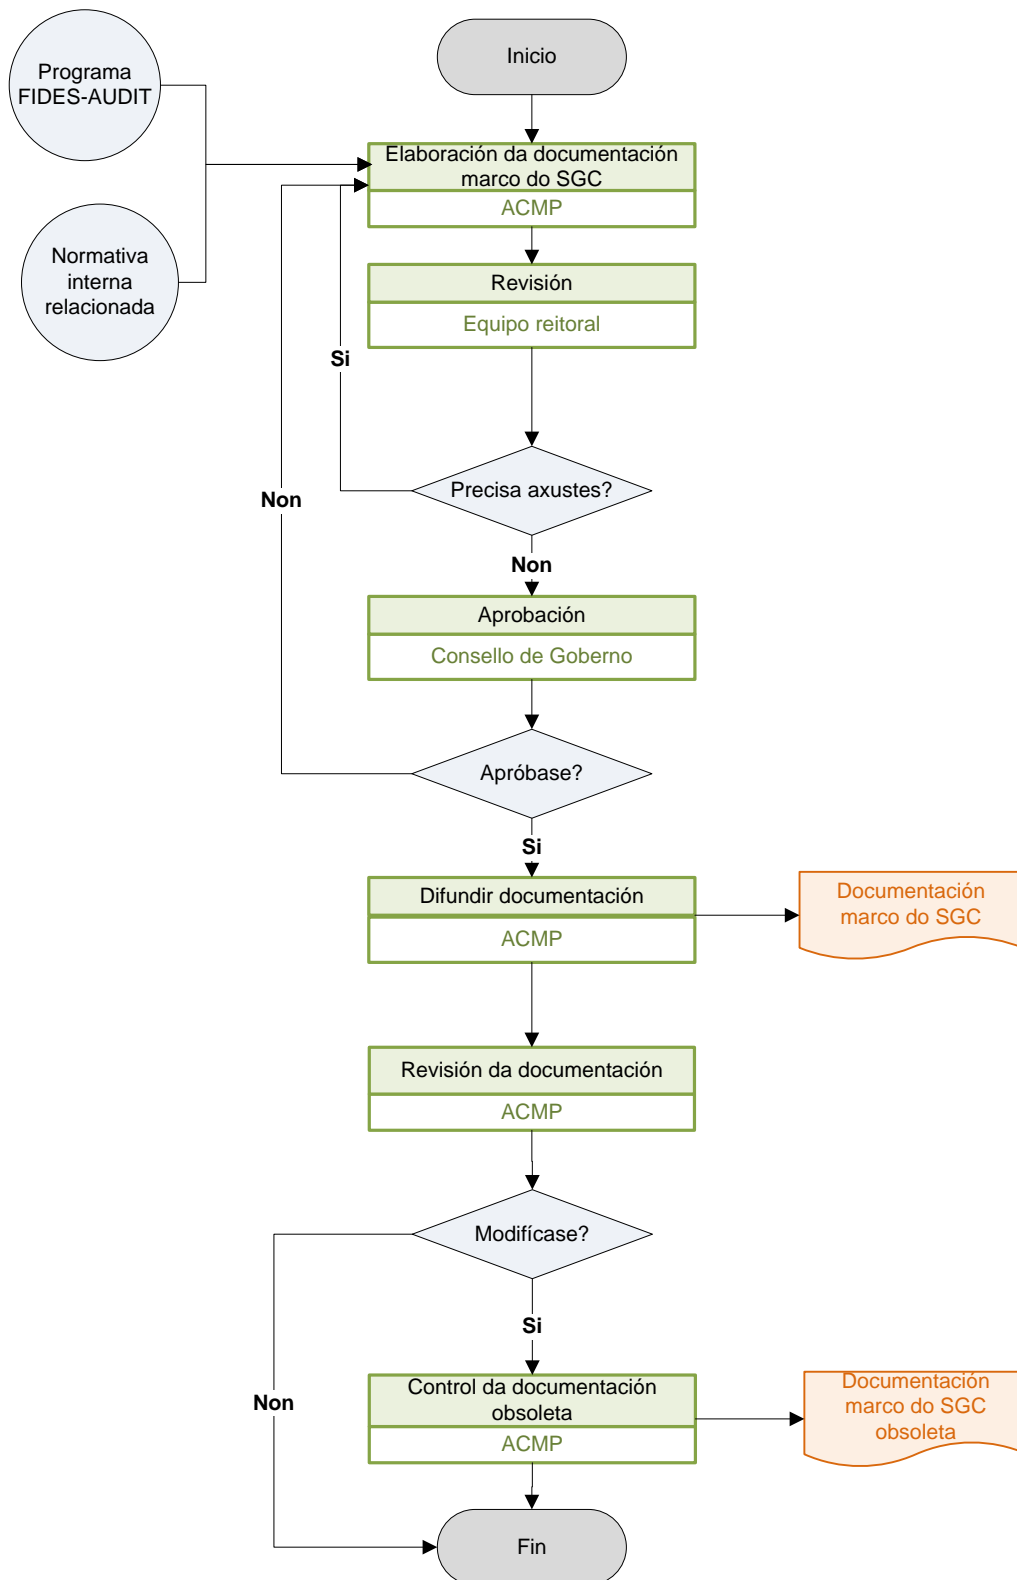 Inicio
Programa
FIDES-AUDIT
Elaboración da documentación
marco do SGC
ACMP
Normativa
interna
relacionada
Revisión
Equipo reitoral
Si
Precisa axustes?
Non
Non
Aprobación
Consello de Goberno
Apróbase?
Si
Difundir documentación
ACMP
Documentación
marco do SGC
Revisión da documentación
ACMP
Modifícase?
Si
Non
Control da documentación
obsoleta
ACMP
Documentación
marco do SGC
obsoleta
Fin